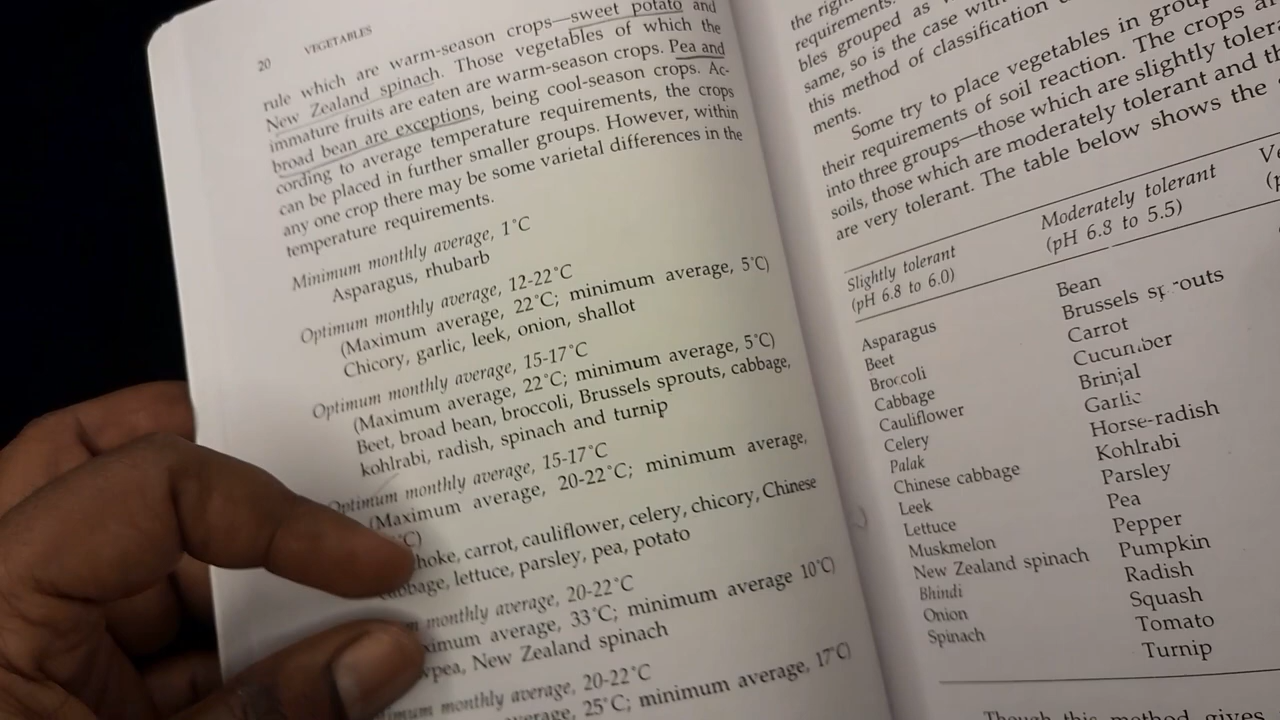 20
VEGETABLES
rule which are warm-season crops—sweet potato and
New Zealand spinach. Those vegetables of which the
immature fruits are eaten are warm-season crops. Pea and
broad bean are exceptions, being cool-season crops. Ac-
cording to average temperature requirements, the crops
can be placed in further smaller groups. However, within
any one crop there may be some varietal differences in the
temperature requirements.
Minimum monthly average, 1°C
Asparagus, rhubarb
Optimum monthly average, 12-22°C
(Maximum average, 22°C; minimum average, 5°C)
Chicory, garlic, leek, onion, shallot
Optimum monthly average, 15-17°C
(Maximum average, 22°C; minimum average, 5°C)
Beet, broad bean, broccoli, Brussels sprouts, cabbage,
kohlrabi, radish, spinach and turnip
Optimum monthly average, 15-17°C
(Maximum average, 20-22°C; minimum average,
°C)
hoke, carrot, cauliflower, celery, chicory, Chinese
cabbage, lettuce, parsley, pea, potato
monthly average, 20-22°C
ximum average, 33°C; minimum average 10°C)
wpea, New Zealand spinach
imum monthly average, 20-22°C
average, 25°C; minimum average, 17°C)
the
requirements.
bles grouped as
same, so is the case
this method of classification
ments.
Some try to place vegetables in
their requirements of soil reaction. The crops
into three groups—those which are slightly
soils, those which are moderately tolerant and
are very tolerant. The table below shows the
Slightly tolerant
(pH 6.8 to 6.0)
Moderately tolerant
(pH 6.8 to 5.5)
Asparagus
Beet
Broccoli
Cabbage
Cauliflower
Celery
Palak
Chinese cabbage
Leek
Lettuce
Muskmelon
New Zealand spinach
Bhindi
Onion
Spinach
Bean
Brussels sprouts
Carrot
Cucumber
Brinjal
Garlic
Horse-radish
Kohlrabi
Parsley
Pea
Pepper
Pumpkin
Radish
Squash
Tomato
Turnip
Though this method gives